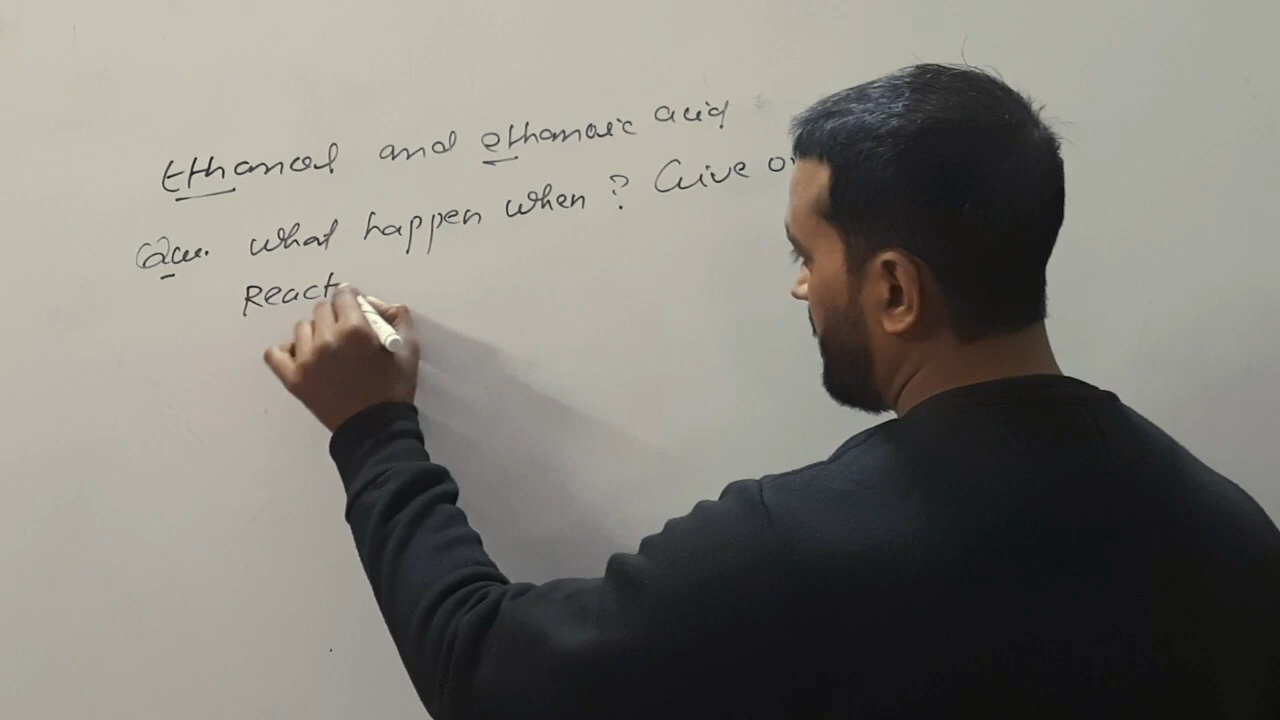 Ethanol and ethanoic acid
Que. what happen when ? Give
React